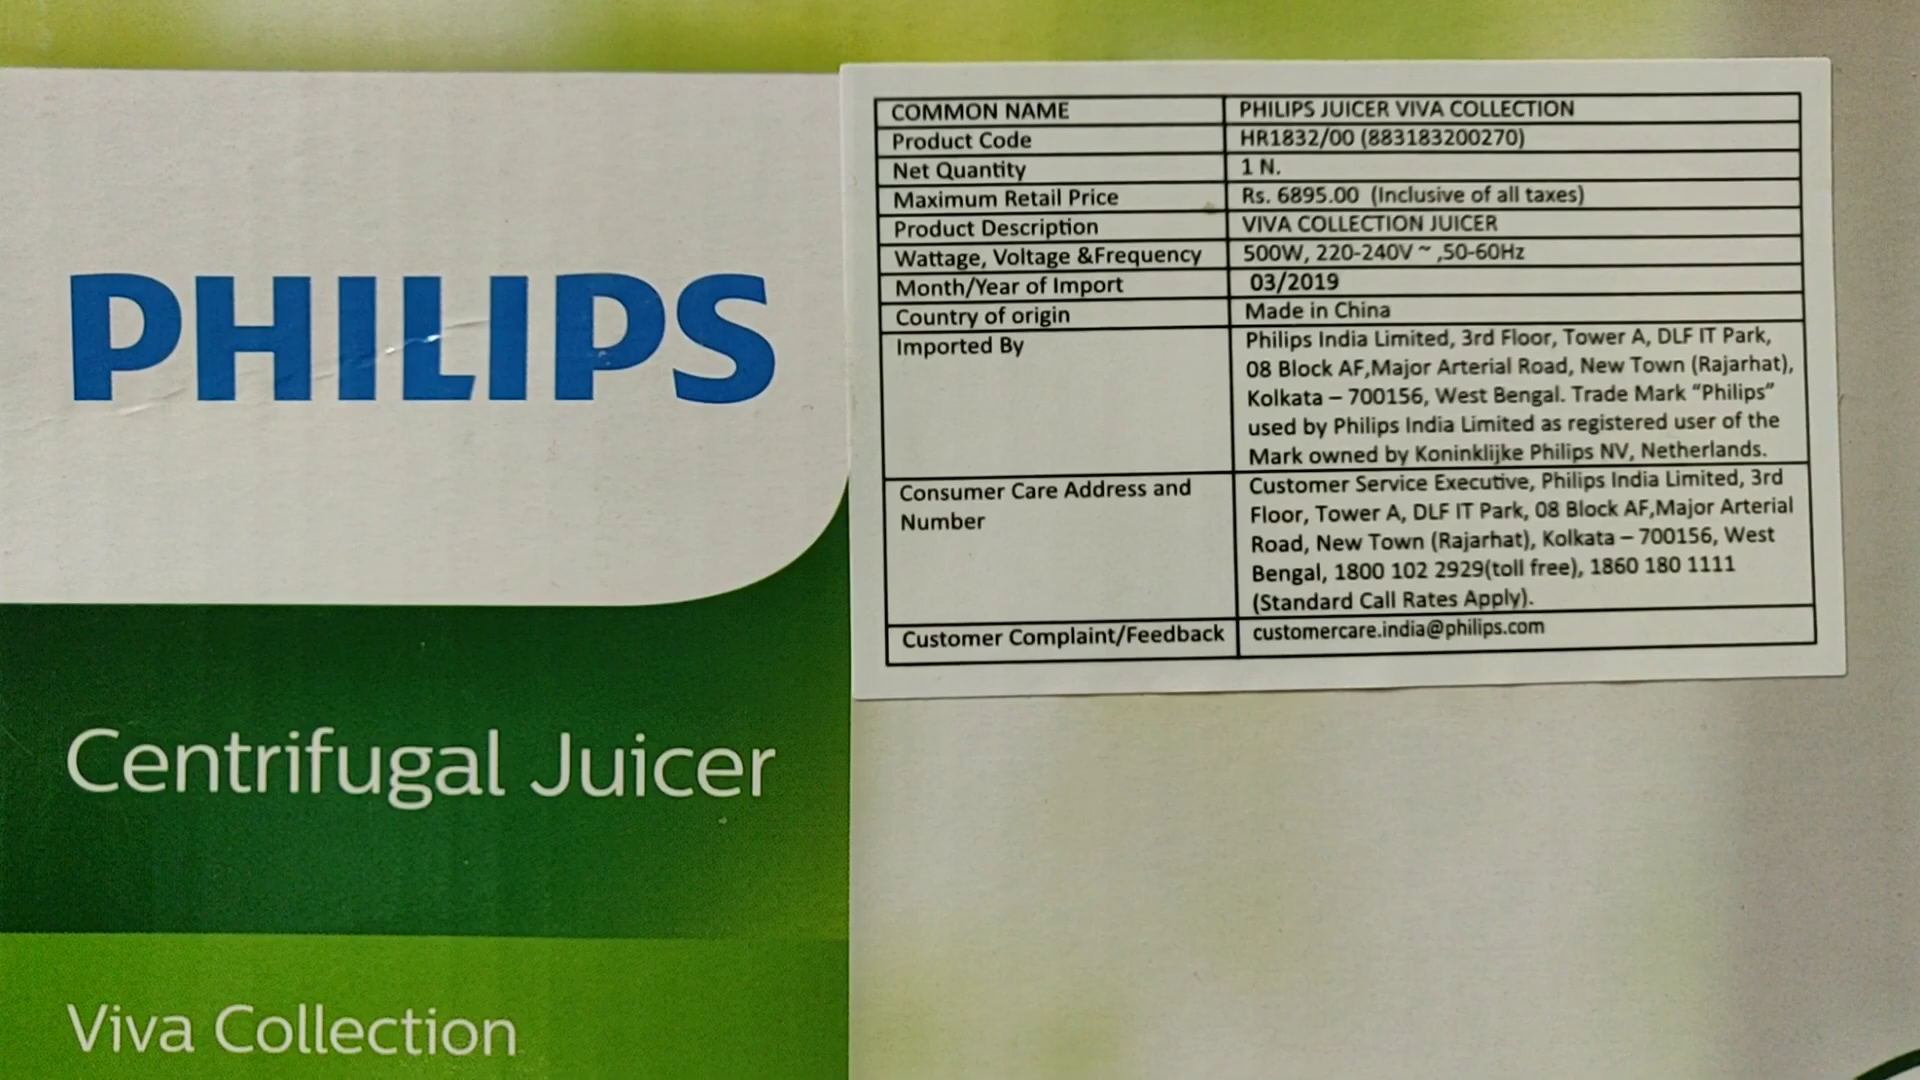 PHILIPS
Centrifugal Juicer
Viva Collection
COMMON NAME PHILIPS JUICER VIVA COLLECTION
Product Code HR1832/00 (883183200270)
Net Quantity 1 N.
Maximum Retail Price Rs. 6895.00 (Inclusive of all taxes)
Product Description VIVA COLLECTION JUICER
Wattage, Voltage &Frequency 500W, 220-240V ~ ,50-60Hz
Month/Year of Import 03/2019
Country of origin Made in China
Imported By Philips India Limited, 3rd Floor, Tower A, DLF IT Park,
08 Block AF,Major Arterial Road, New Town (Rajarhat),
Kolkata – 700156, West Bengal. Trade Mark “Philips”
used by Philips India Limited as registered user of the
Mark owned by Koninklijke Philips NV, Netherlands.
Consumer Care Address and Number Customer Service Executive, Philips India Limited, 3rd
Floor, Tower A, DLF IT Park, 08 Block AF,Major Arterial
Road, New Town (Rajarhat), Kolkata – 700156, West
Bengal, 1800 102 2929(toll free), 1860 180 1111
(Standard Call Rates Apply).
Customer Complaint/Feedback customercare.india@philips.com